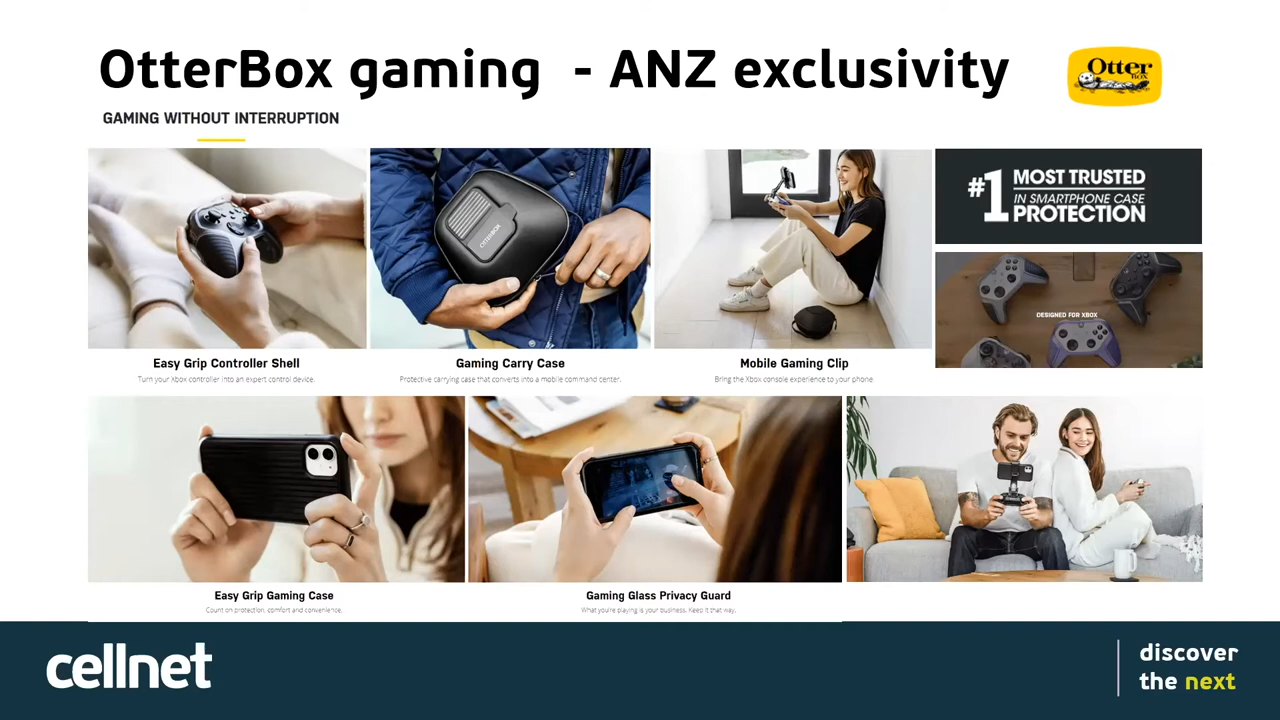 OtterBox gaming - ANZ exclusivity
Otter
BOX
GAMING WITHOUT INTERRUPTION
OTTERBOX
#1 MOST TRUSTED
IN SMARTPHONE CASE
PROTECTION
DESIGNED FOR XBOX
Easy Grip Controller Shell
Turn your Xbox controller into an expert control device.
Gaming Carry Case
Protective carrying case that converts into a mobile command center.
Mobile Gaming Clip
Bring the Xbox console experience to your phone
Easy Grip Gaming Case
Count on protection, comfort and convenience.
Gaming Glass Privacy Guard
What you're playing is your business. Keep it that way.
cellnet
discover
the next